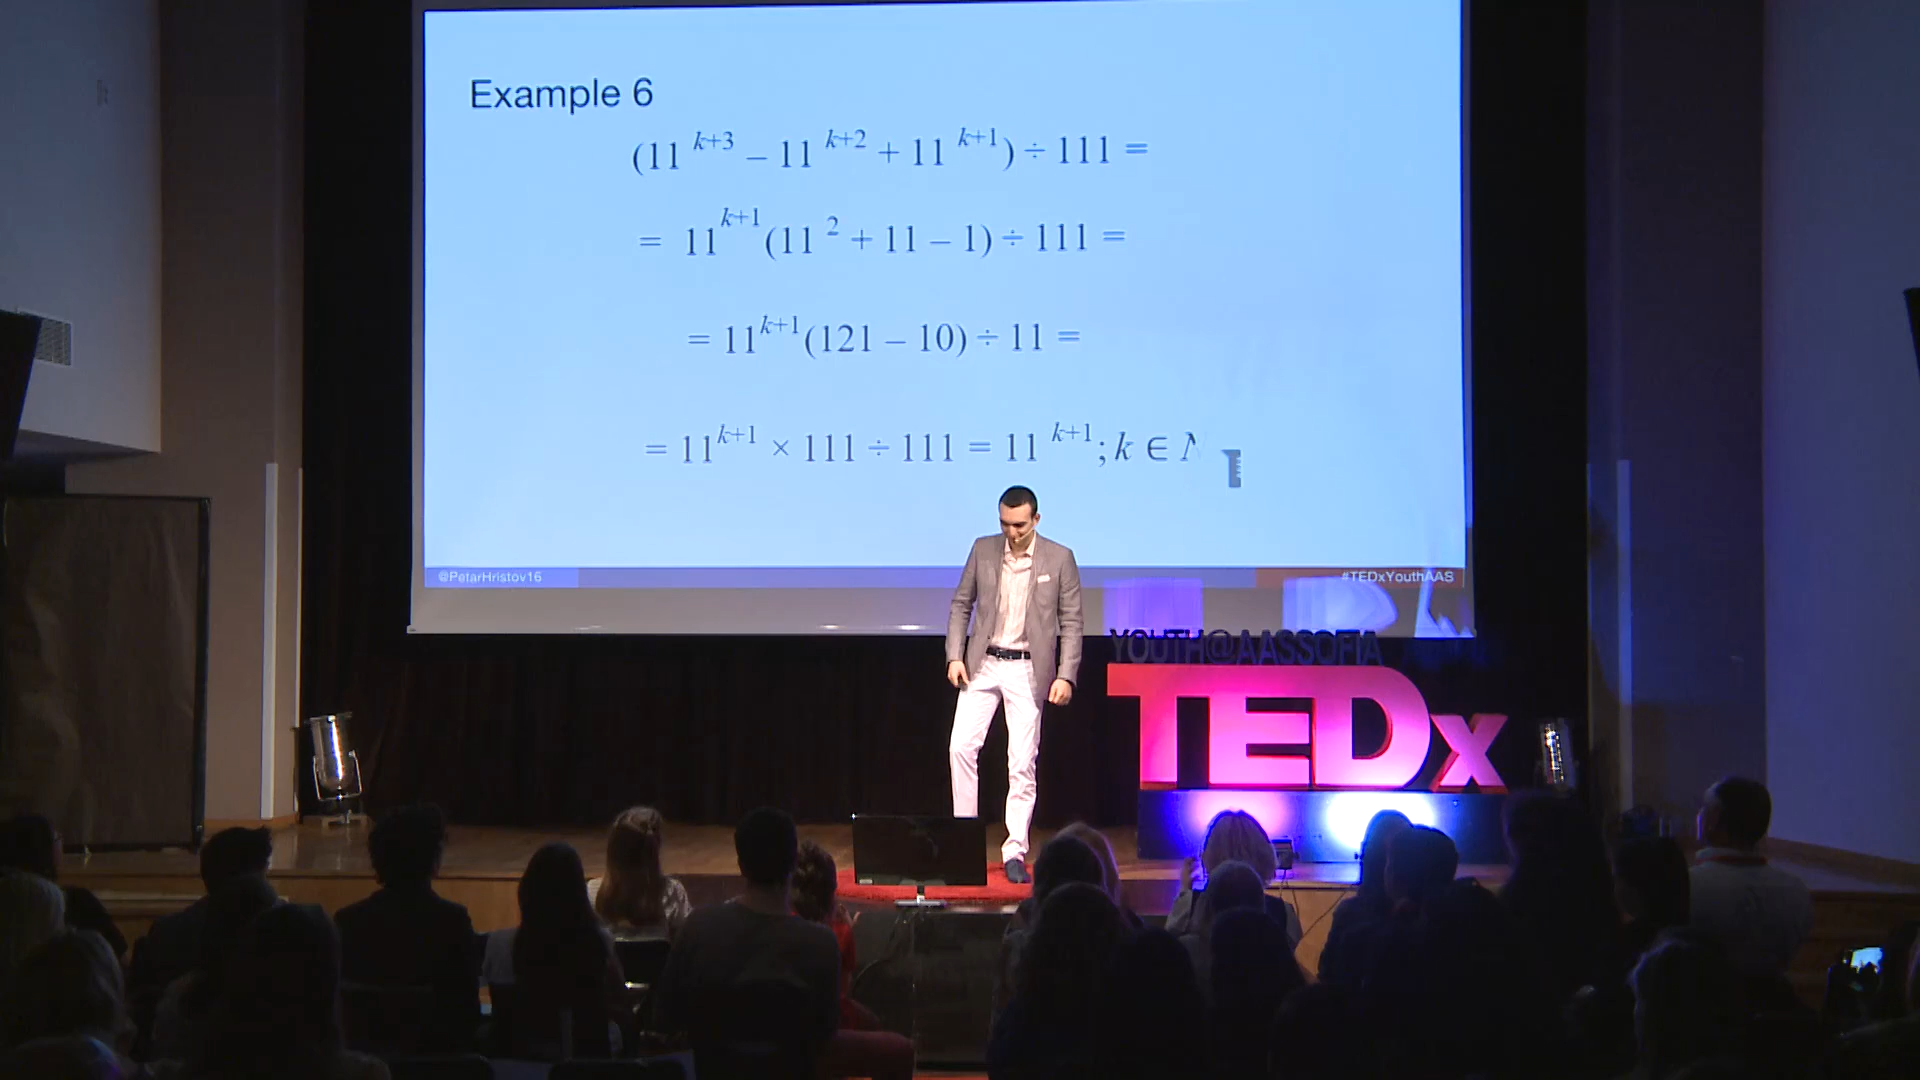 Example 6
(11 ^{k+3} – 11 ^{k+2} + 11 ^{k+1}) ÷ 111 =
= 11^{k+1}(11 ^2 + 11 – 1) ÷ 111 =
= 11^{k+1}(121 – 10) ÷ 11 =
= 11^{k+1} × 111 ÷ 111 = 11 ^{k+1}; k ∈
@PetarHristov16
#TEDxYouthAAS
YOUTH@AASSOFIA
TEDx